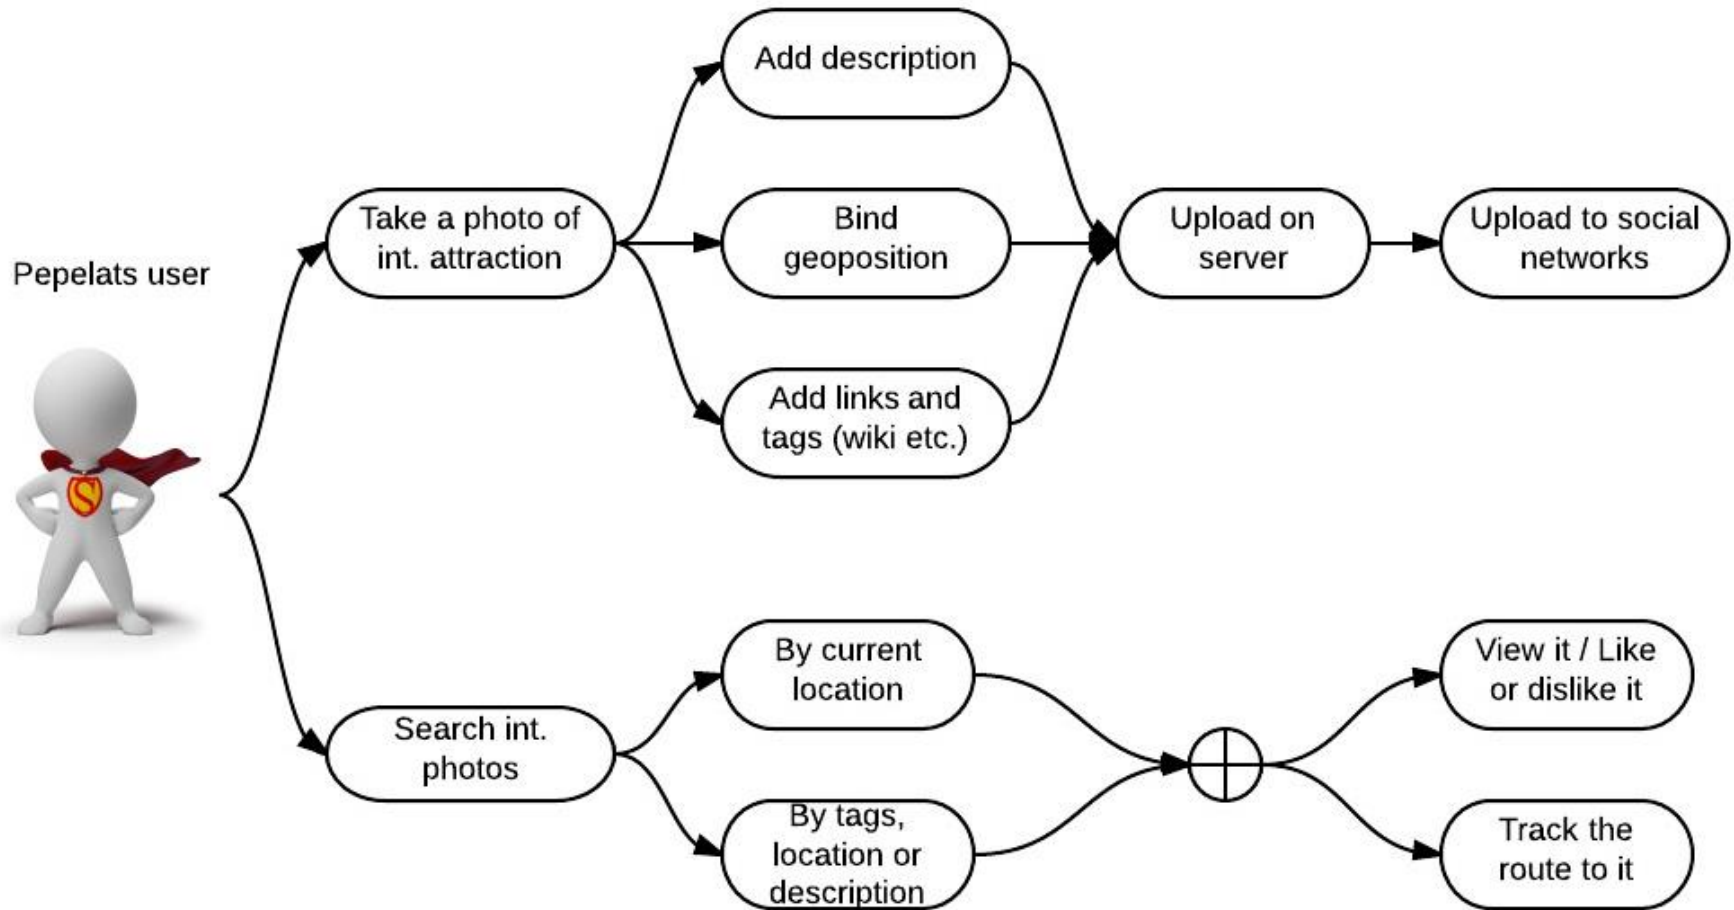 Pepelats user
S
Take a photo of
int. attraction
Add description
Bind
geoposition
Add links and
tags (wiki etc.)
Upload on
server
Upload to social
networks
Search int.
photos
By current
location
By tags,
location or
description
View it / Like
or dislike it
Track the
route to it